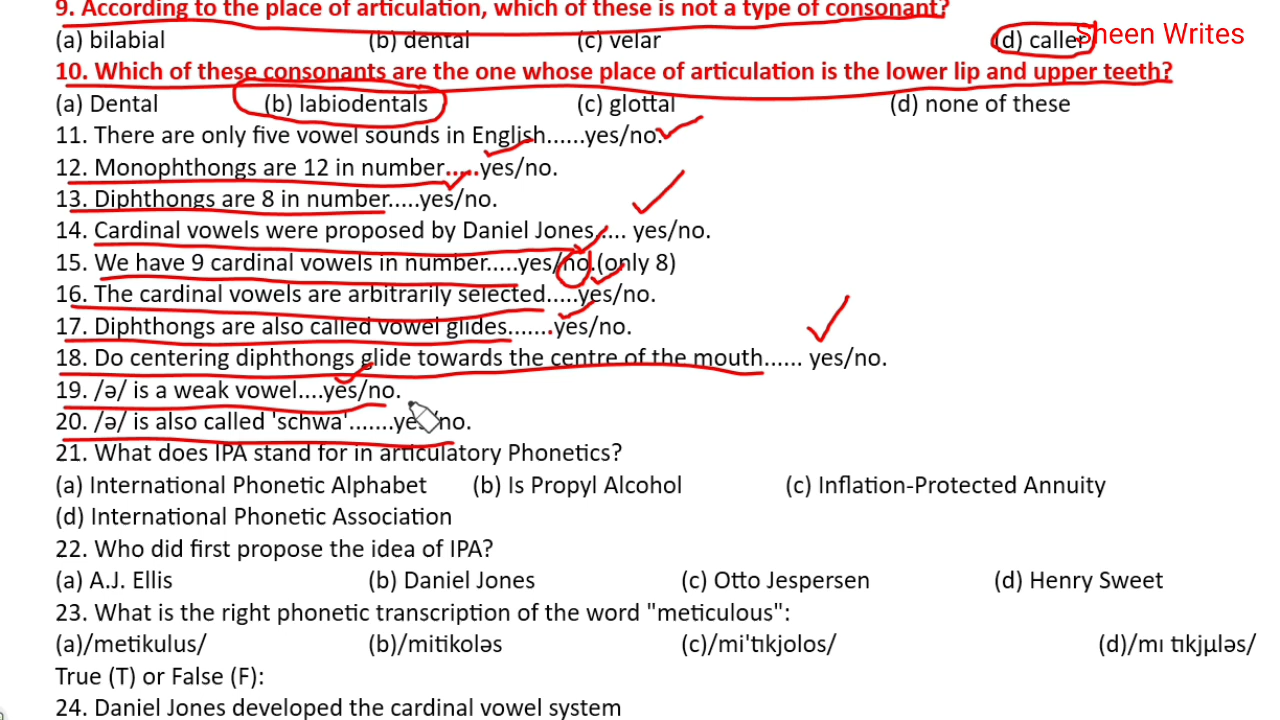 9. According to the place of articulation, which of these is not a type of consonant?
(a) bilabial (b) dental (c) velar (d) caller
Sheen Writes
10. Which of these consonants are the one whose place of articulation is the lower lip and upper teeth?
(a) Dental (b) labiodentals (c) glottal (d) none of these
11. There are only five vowel sounds in English......yes/no.
12. Monophthongs are 12 in number.....yes/no.
13. Diphthongs are 8 in number.....yes/no.
14. Cardinal vowels were proposed by Daniel Jones..... yes/no.
15. We have 9 cardinal vowels in number.....yes/no.(only 8)
16. The cardinal vowels are arbitrarily selected.....yes/no.
17. Diphthongs are also called vowel glides.......yes/no.
18. Do centering diphthongs glide towards the centre of the mouth...... yes/no.
19. /ə/ is a weak vowel....yes/no.
20. /ə/ is also called 'schwa'.......yes/no.
21. What does IPA stand for in articulatory Phonetics?
(a) International Phonetic Alphabet (b) Is Propyl Alcohol (c) Inflation-Protected Annuity
(d) International Phonetic Association
22. Who did first propose the idea of IPA?
(a) A.J. Ellis (b) Daniel Jones (c) Otto Jespersen (d) Henry Sweet
23. What is the right phonetic transcription of the word "meticulous":
(a)/metikulus/ (b)/mitikoləs (c)/mi'tıkjolos/ (d)/mı tıkjµləs/
True (T) or False (F):
24. Daniel Jones developed the cardinal vowel system